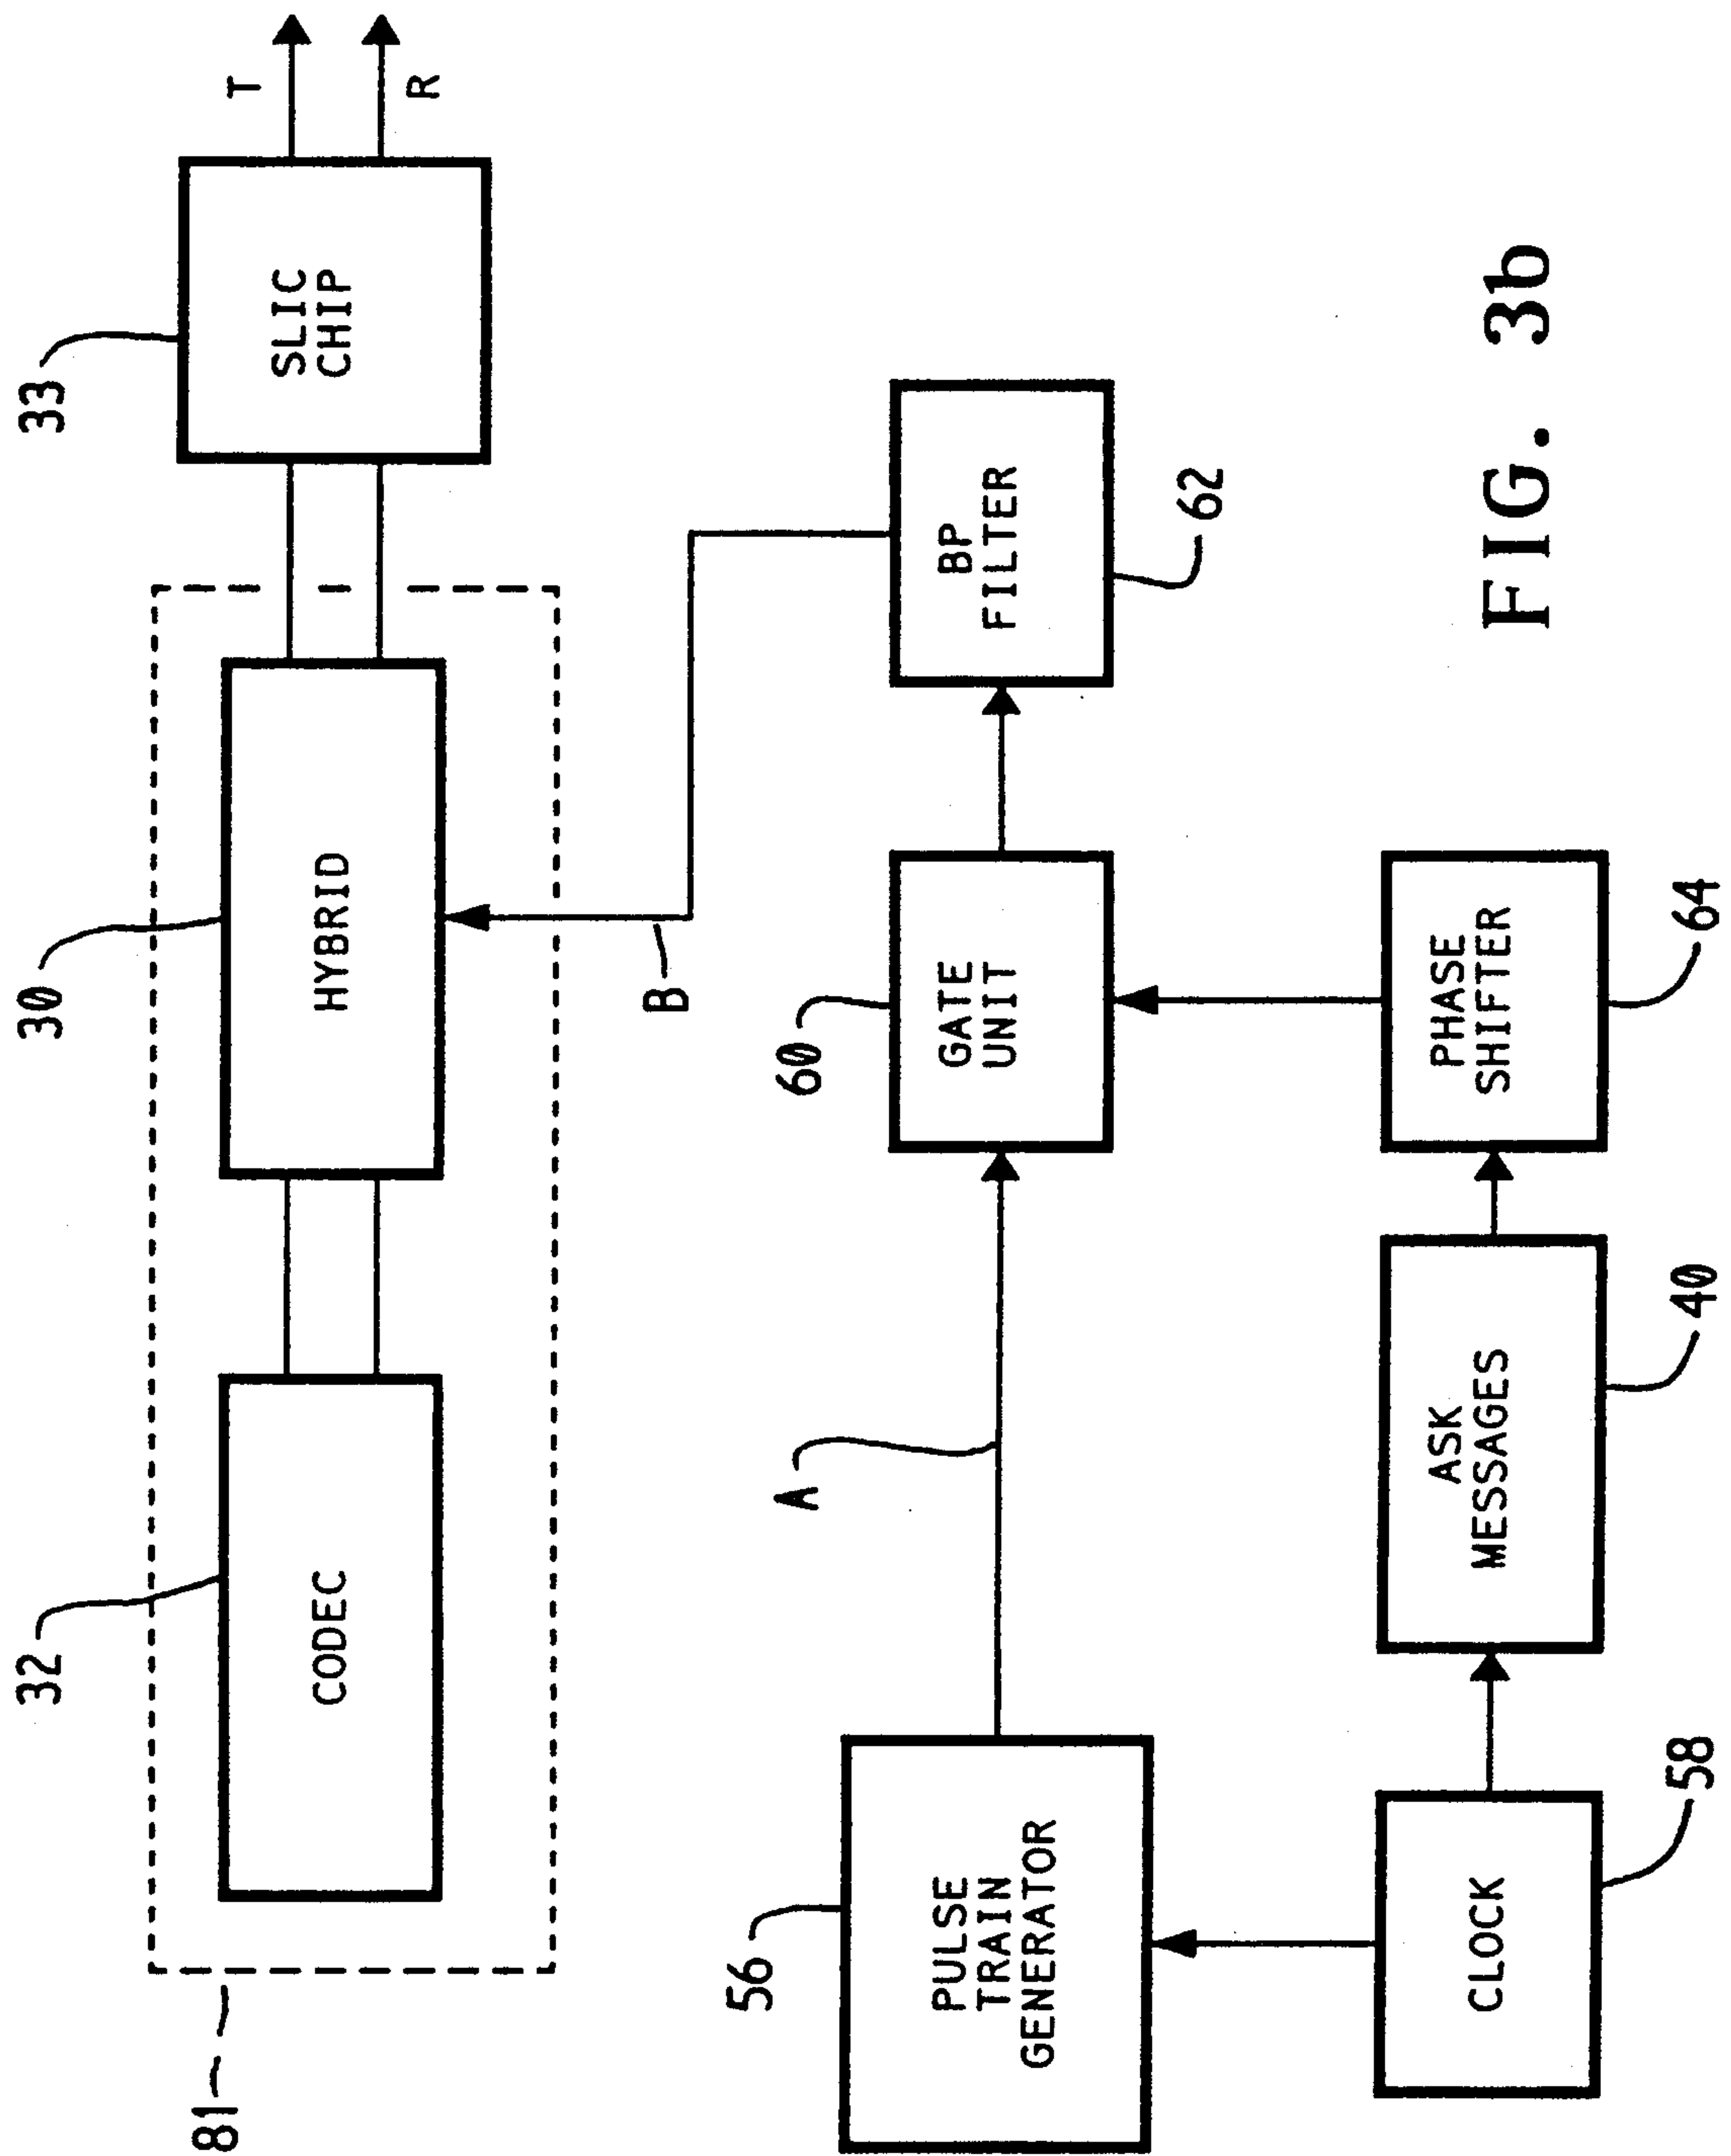 81
32
30
33
CODEC
HYBRID
SLIC
CHIP
T
R
B
56
A
60
PULSE
TRAIN
GENERATOR
GATE
UNIT
BP
FILTER
62
CLOCK
ASK
MESSAGES
PHASE
SHIFTER
58
40
64
FIG. 3b